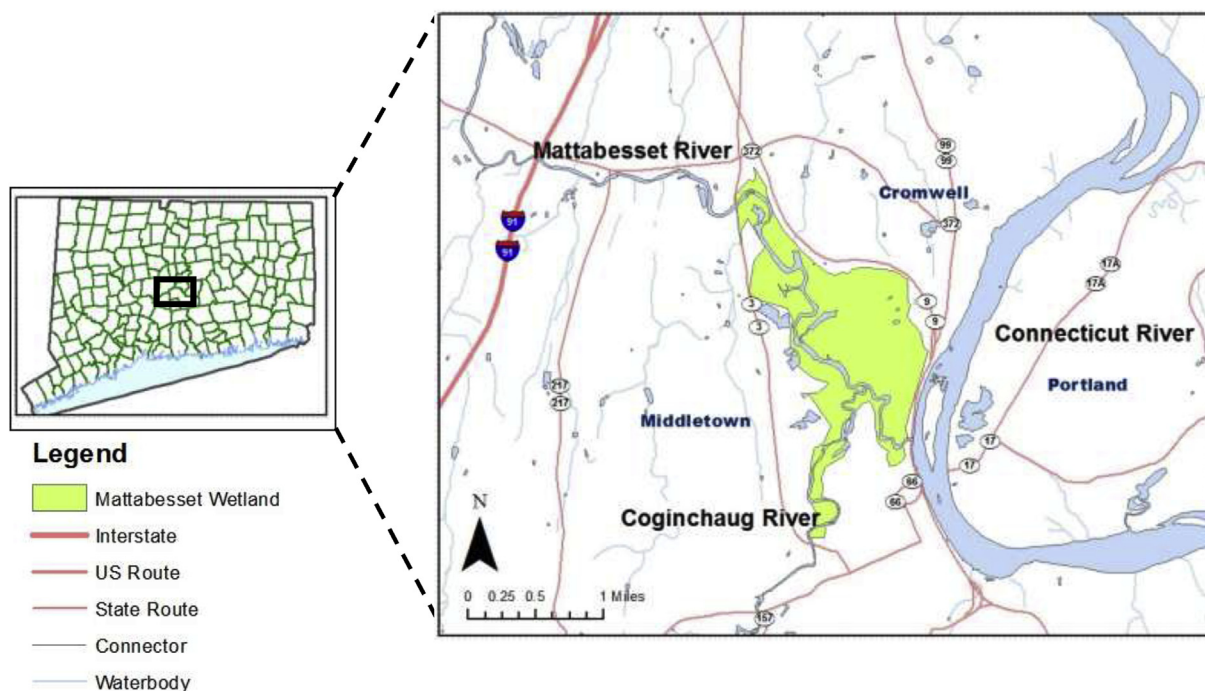 Mattabesset River
372
99
99
Cromwell
372
91
91
17A
17A
3
3
9
9
Connecticut River
Portland
217
217
Middletown
17
17
66
66
Coginchaug River
N
0 0.25 0.5 1 Miles
157
Legend
Mattabesset Wetland
Interstate
US Route
State Route
Connector
Waterbody